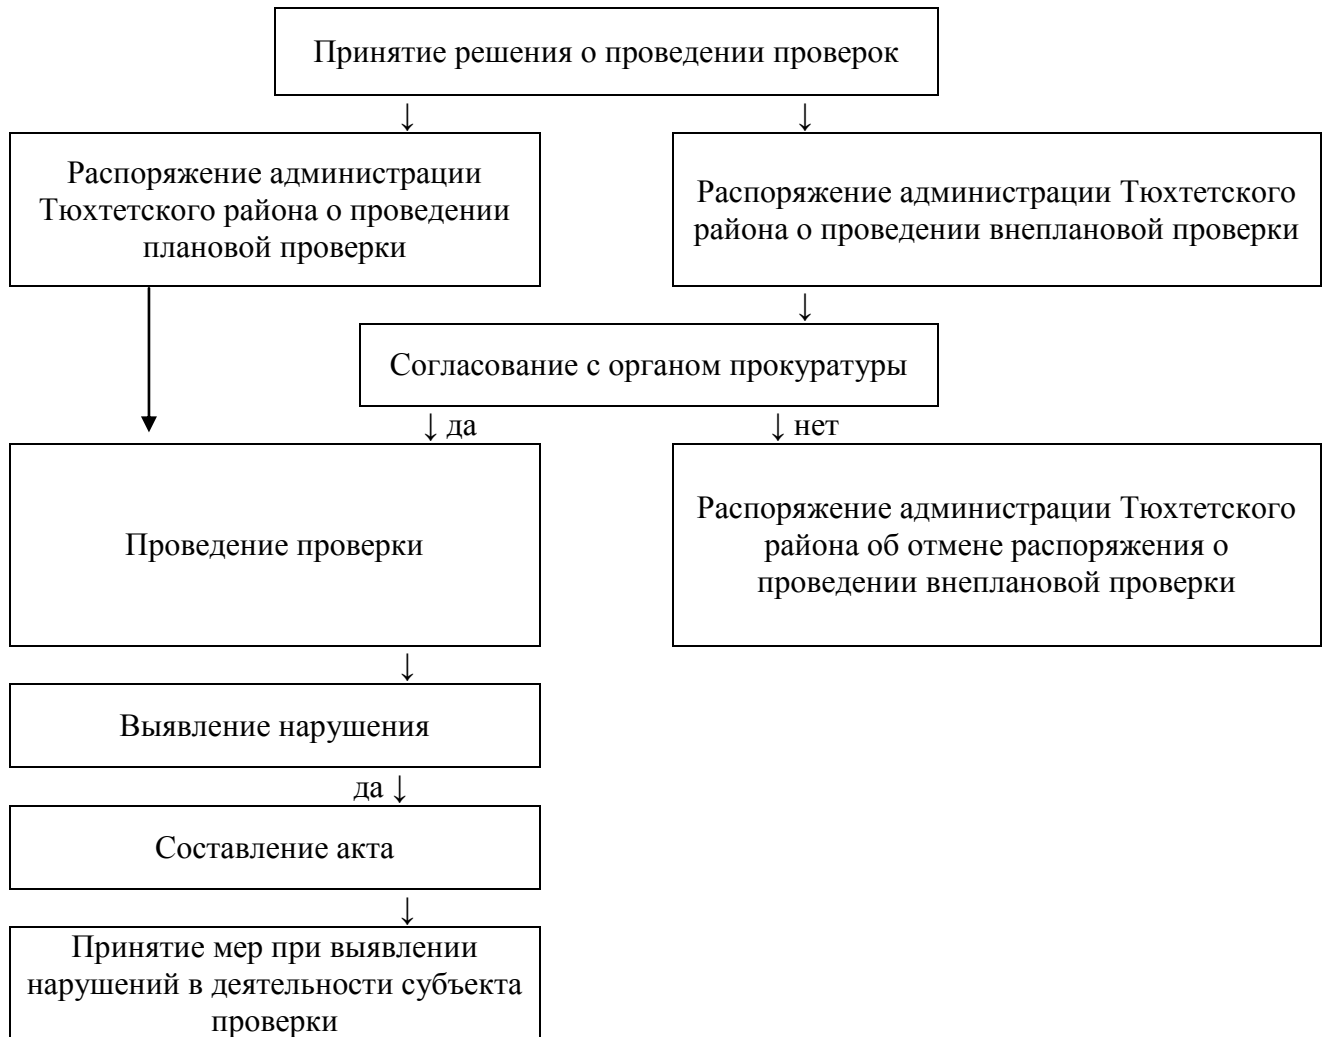 Принятие решения о проведении проверок
↓ ↓
Распоряжение администрации
Тюхтетского района о проведении
плановой проверки
Распоряжение администрации Тюхтетского
района о проведении внеплановой проверки
↓
Согласование с органом прокуратуры
↓ да ↓ нет
Проведение проверки
Распоряжение администрации Тюхтетского
района об отмене распоряжения о
проведении внеплановой проверки
↓
Выявление нарушения
да ↓
Составление акта
↓
Принятие мер при выявлении
нарушений в деятельности субъекта
проверки